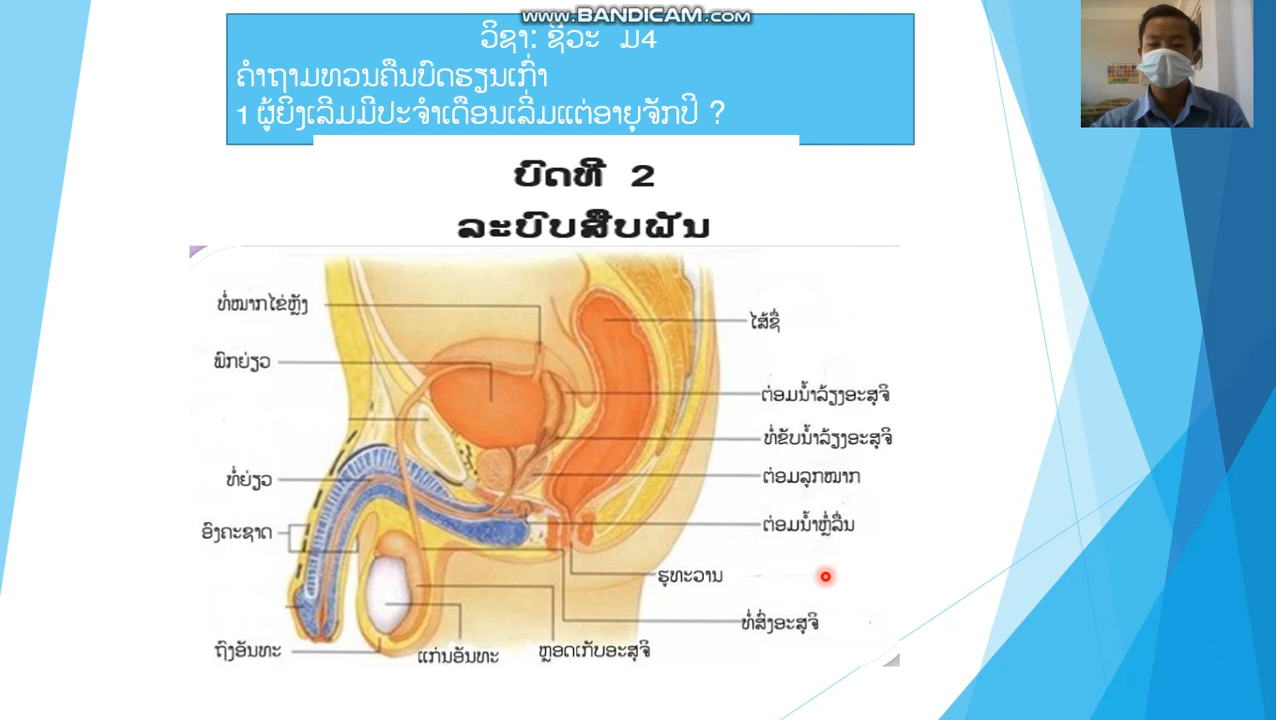 www.BANDICAM.com
ວິຊາ: ຊີວະ ມ4
ຄຳຖາມທວນຄືນບົດຮຽນເກົ່າ
1 ຜູ້ຍິງເລີມມີປະຈຳເດືອນເລີ່ມແຕ່ອາຍຸຈັກປີ ?
ບົດທີ 2
ລະບົບສືບພັນ
ທໍ່ໝາກໄຂ່ຫຼັງ
ໄສ້ຊື່
ພົກຍ່ຽວ
ຕ່ອມນ້ຳລ້ຽງອະສຸຈິ
ທໍ່ຂັບນ້ຳລ້ຽງອະສຸຈິ
ທໍ່ຍ່ຽວ
ຕ່ອມລຸກໝາກ
ອົງຄະຊາດ
ຕ່ອມນ້ຳຫຼໍ່ລື່ນ
ຮູທະວານ
ທໍ່ສົ່ງອະສຸຈິ
ຖົງອັນທະ
ແກ່ນອັນທະ
ຫຼອດເກັບອະສຸຈິ